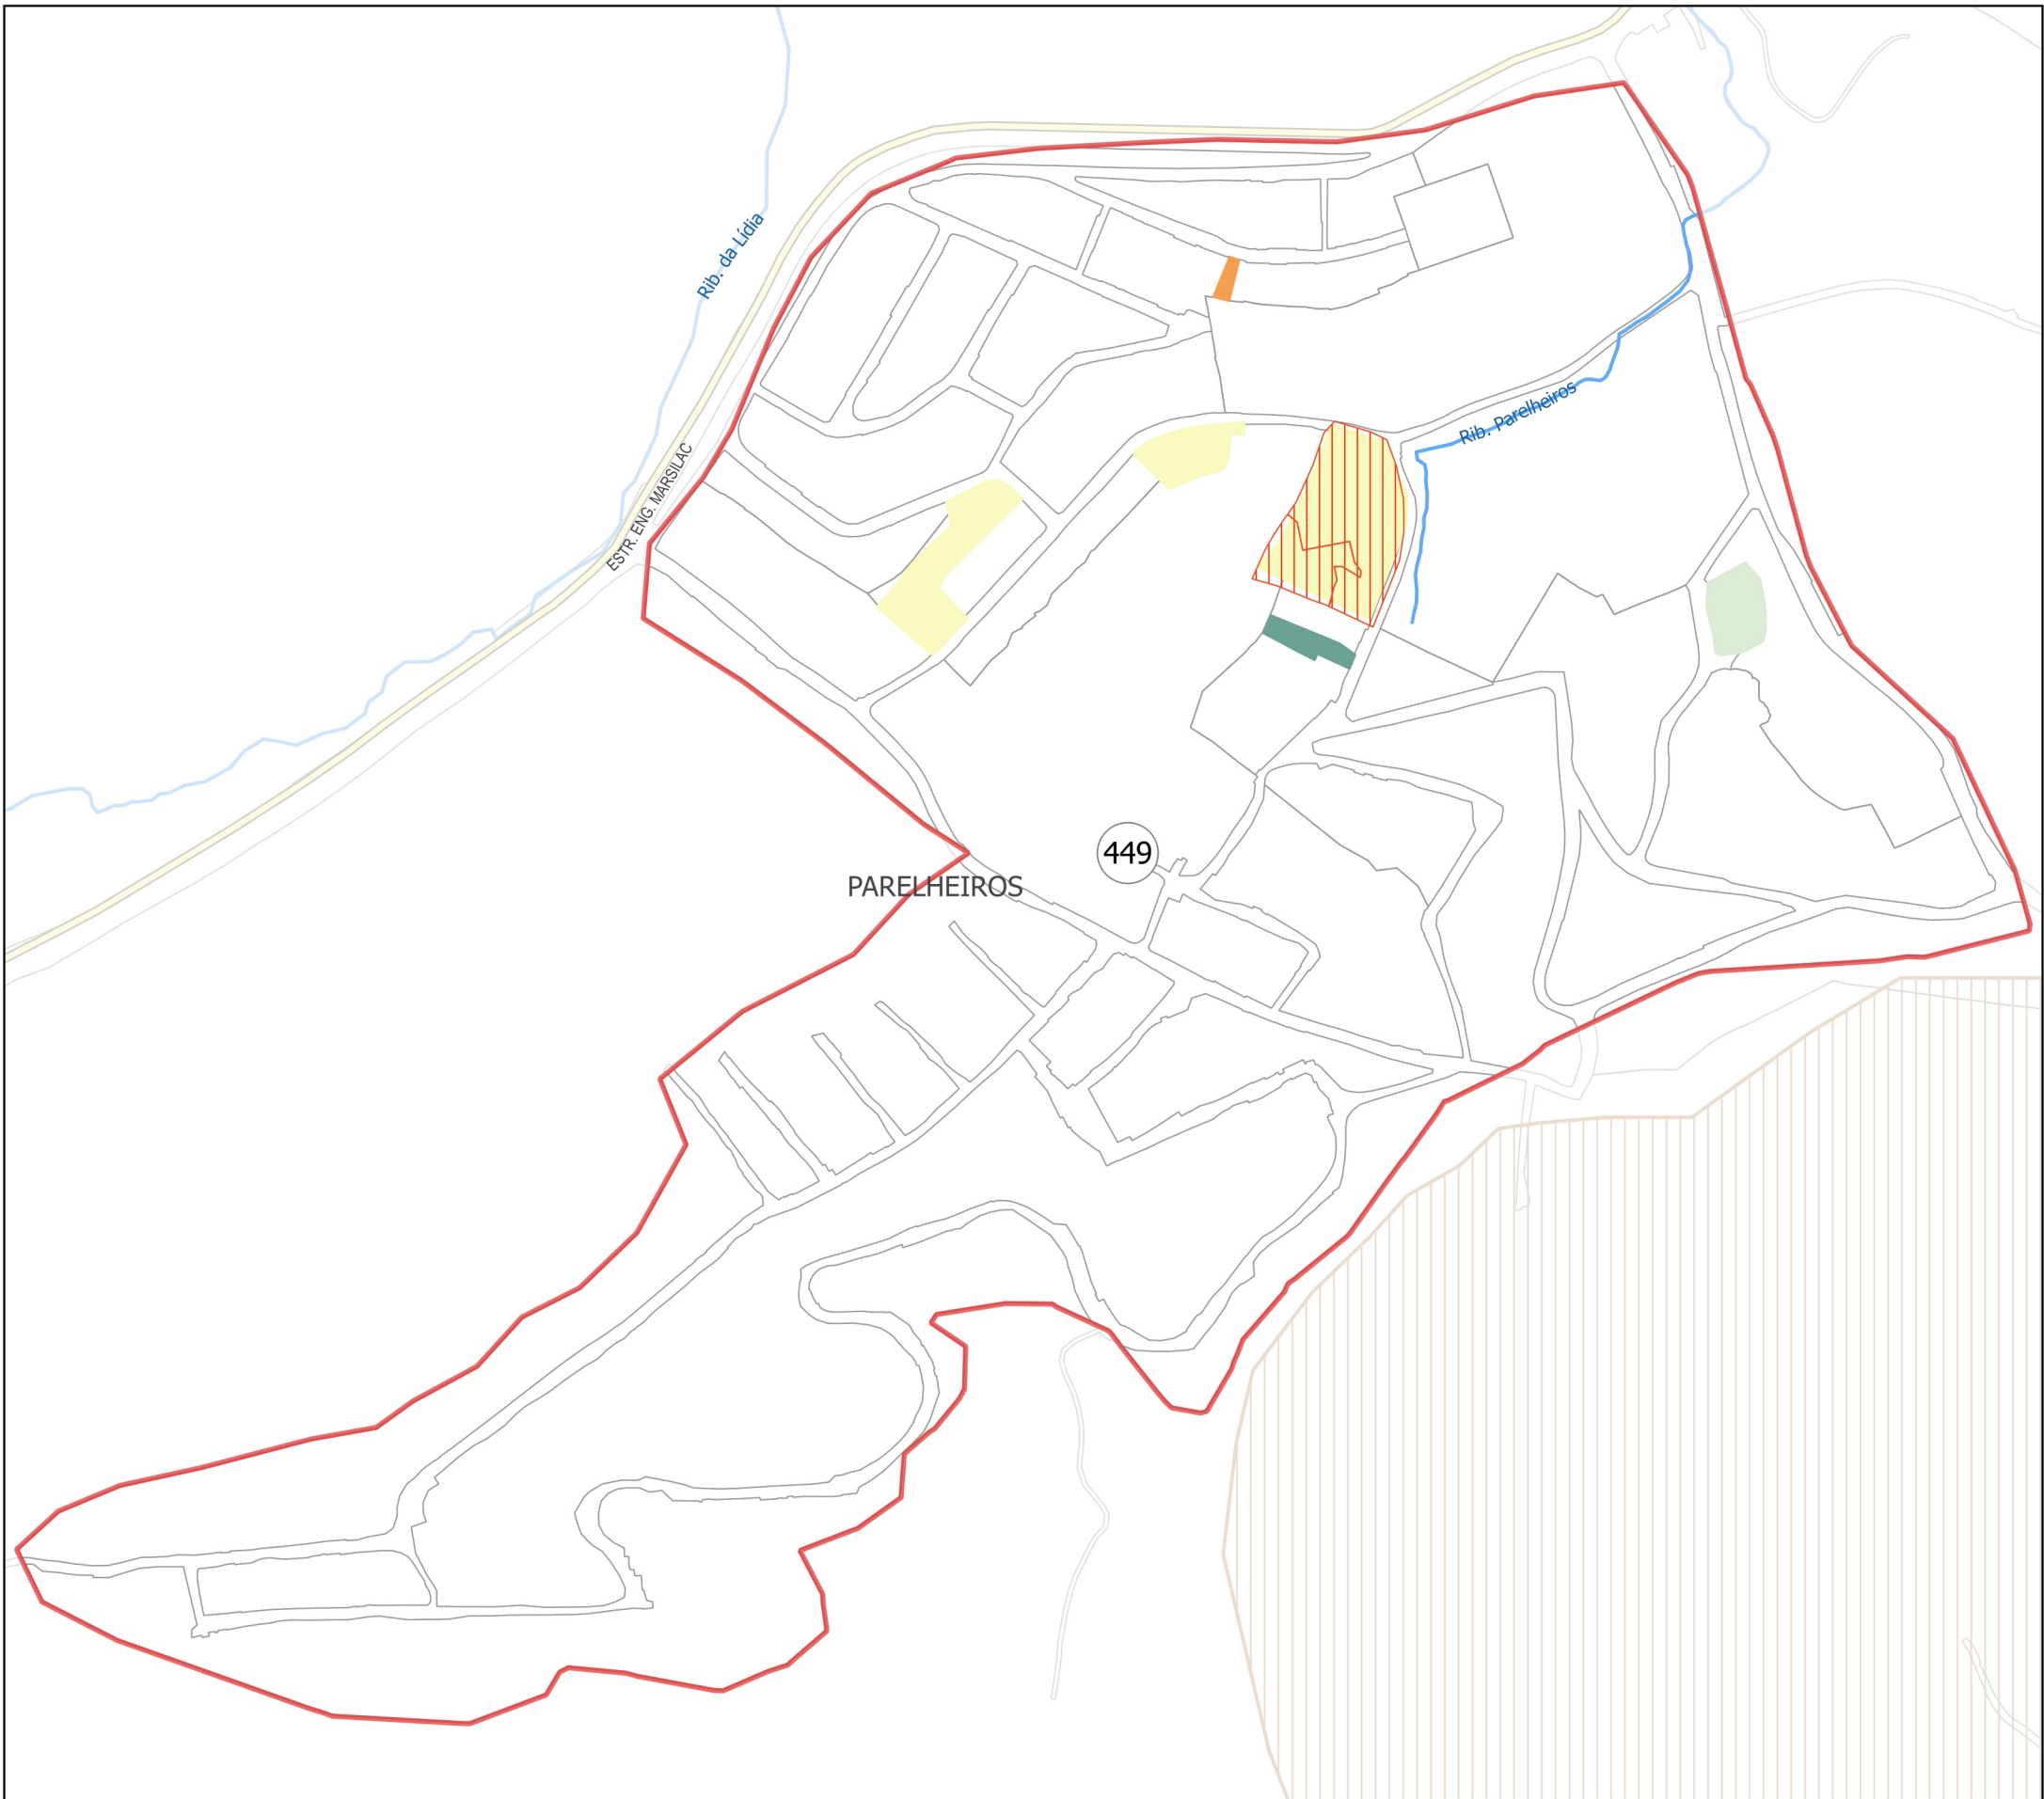 Rib. da Lídia
Rib. Parelheiros
ESTR. ENG. MARSILAC
449
PARELHEIROS